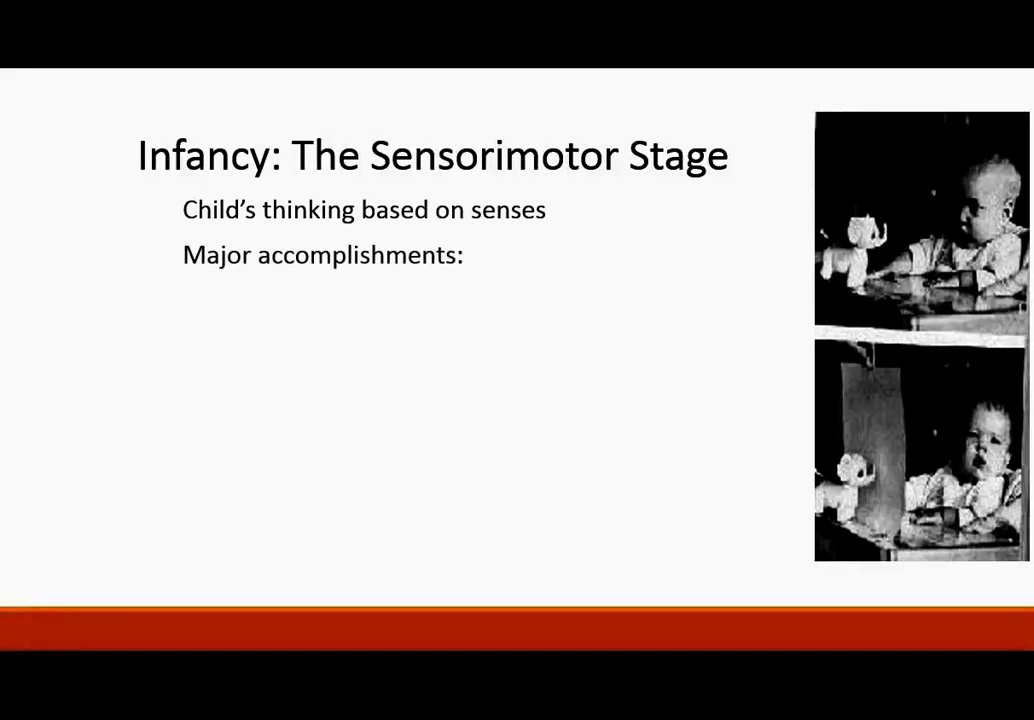 Infancy: The Sensorimotor Stage
Child’s thinking based on senses
Major accomplishments: